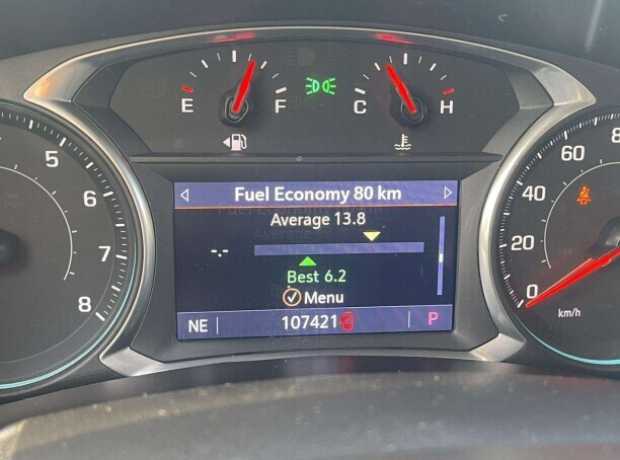 E F C H
5
6
7
8
Fuel Economy 80 km
Average 13.8
-.-
Best 6.2
Menu
NE 107421 P
0
20
40
60
8
km/h